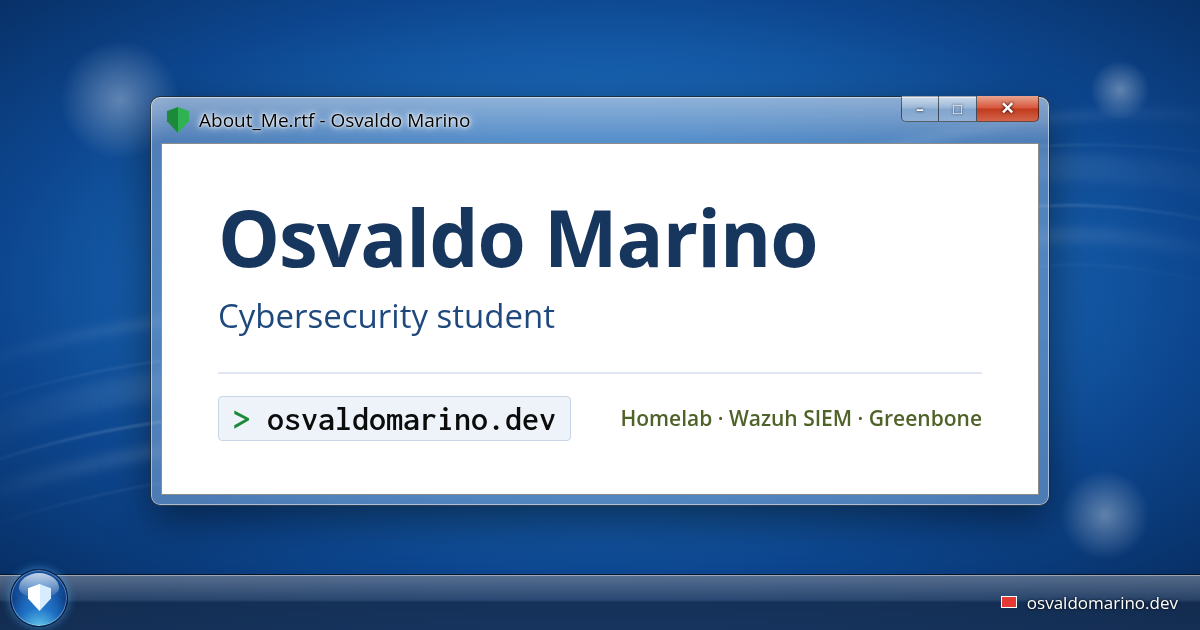 About_Me.rtf - Osvaldo Marino
Osvaldo Marino
Cybersecurity student
> osvaldomarino.dev
Homelab · Wazuh SIEM · Greenbone
osvaldomarino.dev